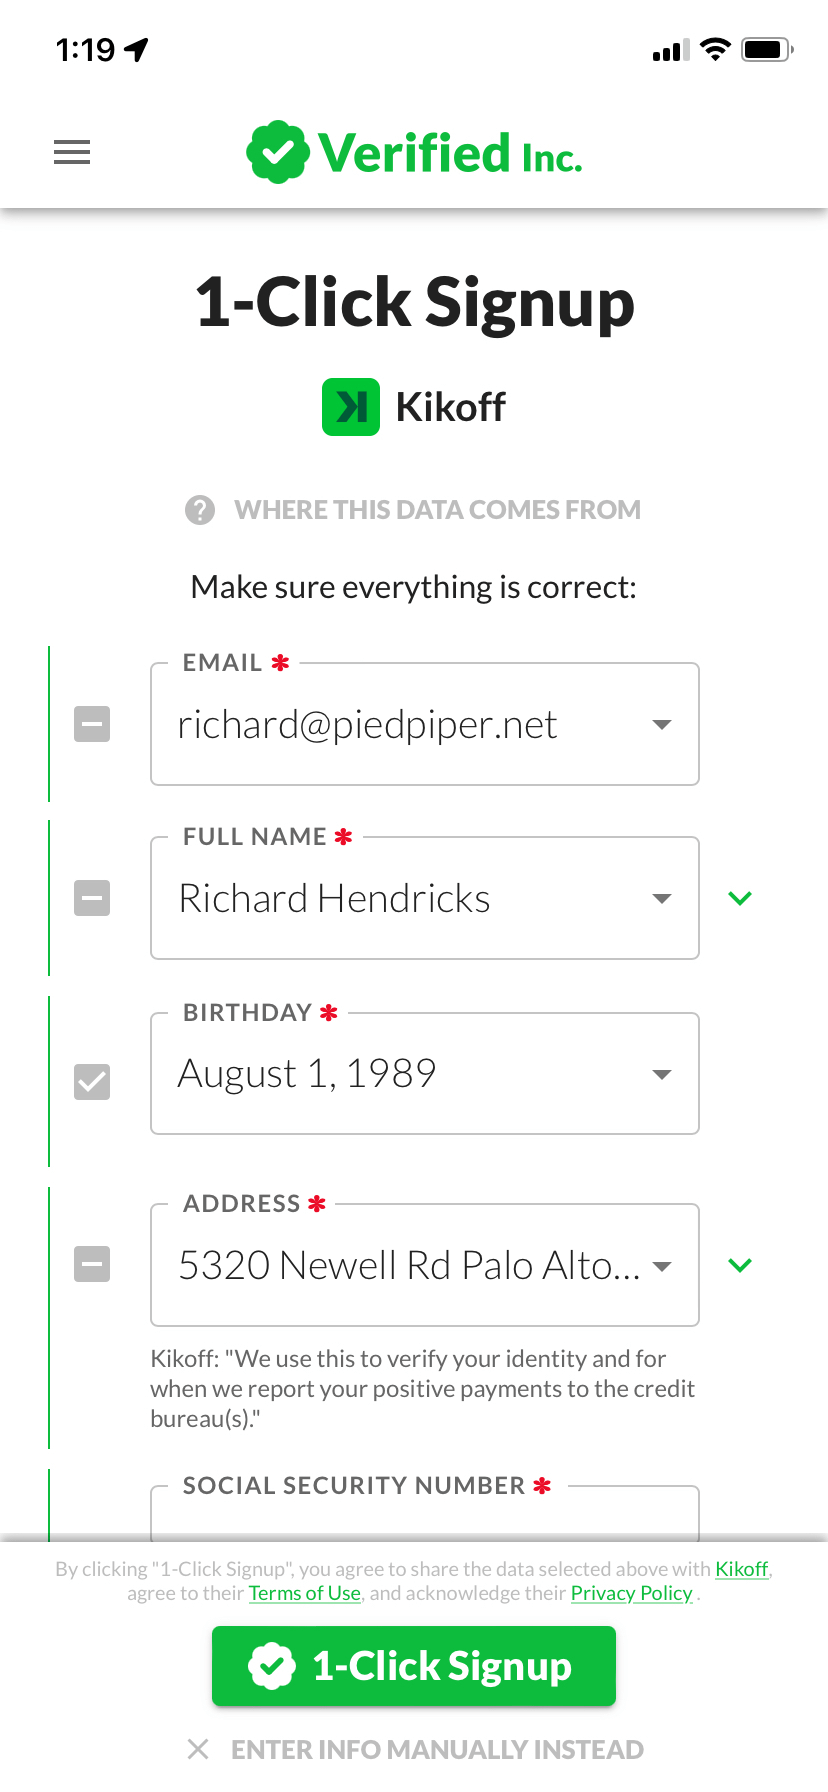 1:19
Verified Inc.
1-Click Signup
Kikoff
WHERE THIS DATA COMES FROM
Make sure everything is correct:
EMAIL *
richard@piedpiper.net
FULL NAME *
Richard Hendricks
BIRTHDAY *
August 1, 1989
ADDRESS *
5320 Newell Rd Palo Alto...
Kikoff: "We use this to verify your identity and for
when we report your positive payments to the credit
bureau(s)."
SOCIAL SECURITY NUMBER *
By clicking "1-Click Signup", you agree to share the data selected above with Kikoff,
agree to their Terms of Use, and acknowledge their Privacy Policy .
1-Click Signup
ENTER INFO MANUALLY INSTEAD